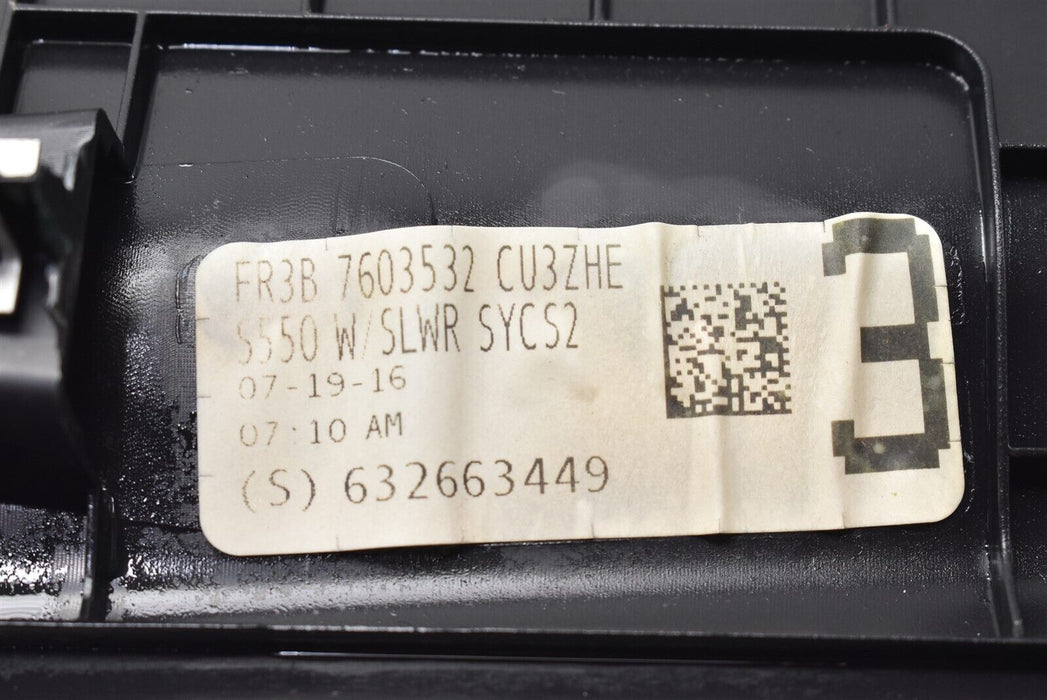 FR3B 7603532 CU3ZHE
S550 W/SLWR SYCS2
07-19-16
07:10 AM
(S) 632663449
3